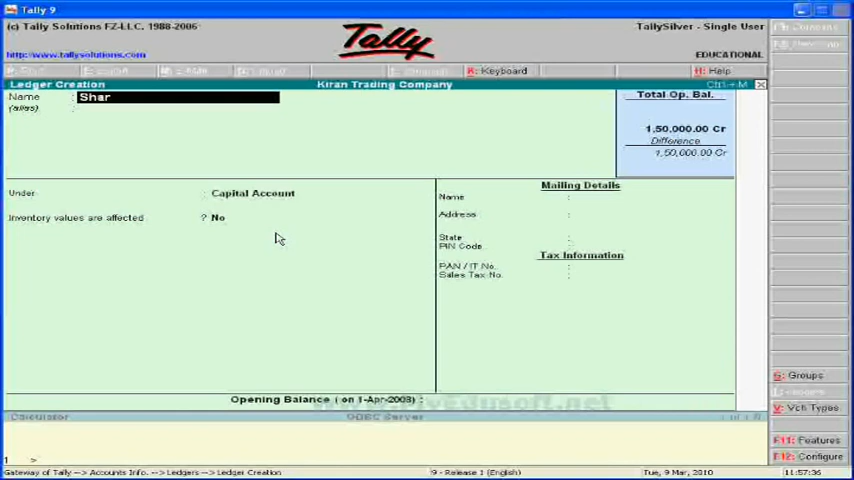 Tally 9
(c) Tally Solutions FZ-LLC, 1988-2006
TallySilver - Single User
http://www.tallysolutions.com
Tally
EDUCATIONAL
K: Keyboard
H: Help
Ledger Creation
Kiran Trading Company
Ctrl + M
Name : Shar
(alias) :
Total Op. Bal.
1,50,000.00 Cr
Difference
1,50,000.00 Cr
Under : Capital Account
Inventory values are affected ? No
Mailing Details
Name :
Address :
State :
PIN Code :
Tax Information
PAN / IT No. :
Sales Tax No. :
Opening Balance ( on 1-Apr-2008) :
Calculator
ODBC Server
1 >
G: Groups
V: Vch Types
F11: Features
F12: Configure
Gateway of Tally --> Accounts Info. --> Ledgers --> Ledger Creation
9 - Release 1 (English)
Tue, 9 Mar, 2010
11:57:36